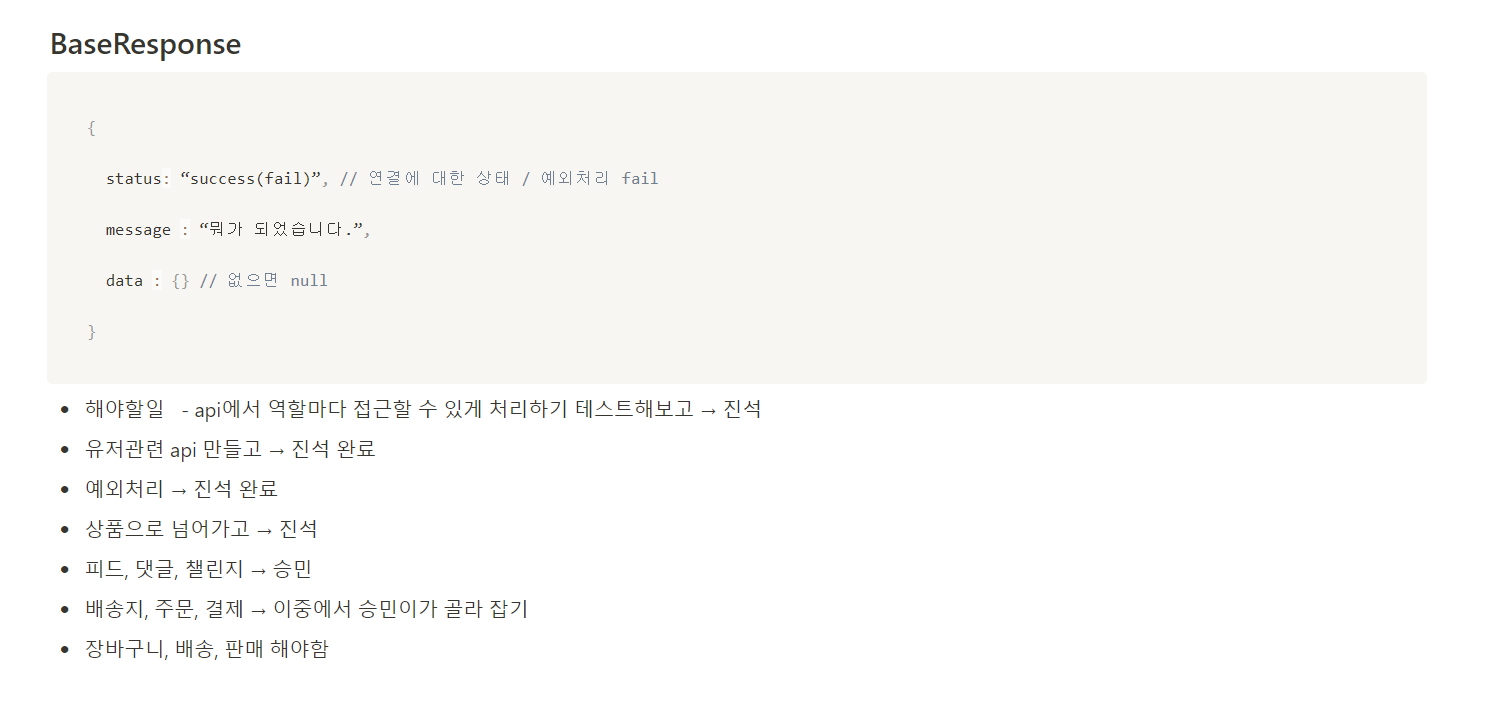 BaseResponse
{
status: “success(fail)”, // 연결에 대한 상태 / 예외처리 fail
message : “뭐가 되었습니다.”,
data : {} // 없으면 null
}
• 해야할일 - api에서 역할마다 접근할 수 있게 처리하기 테스트해보고 → 진석
• 유저관련 api 만들고 → 진석 완료
• 예외처리 → 진석 완료
• 상품으로 넘어가고 → 진석
• 피드, 댓글, 챌린지 → 승민
• 배송지, 주문, 결제 → 이중에서 승민이가 골라 잡기
• 장바구니, 배송, 판매 해야함